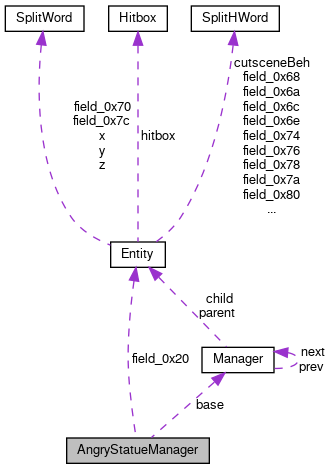 SplitWord
Hitbox
SplitHWord
field_0x70
field_0x7c
x
y
z
hitbox
cutsceneBeh
field_0x68
field_0x6a
field_0x6c
field_0x6e
field_0x74
field_0x76
field_0x78
field_0x7a
field_0x80
...
Entity
child
parent
field_0x20
Manager
next
prev
base
AngryStatueManager